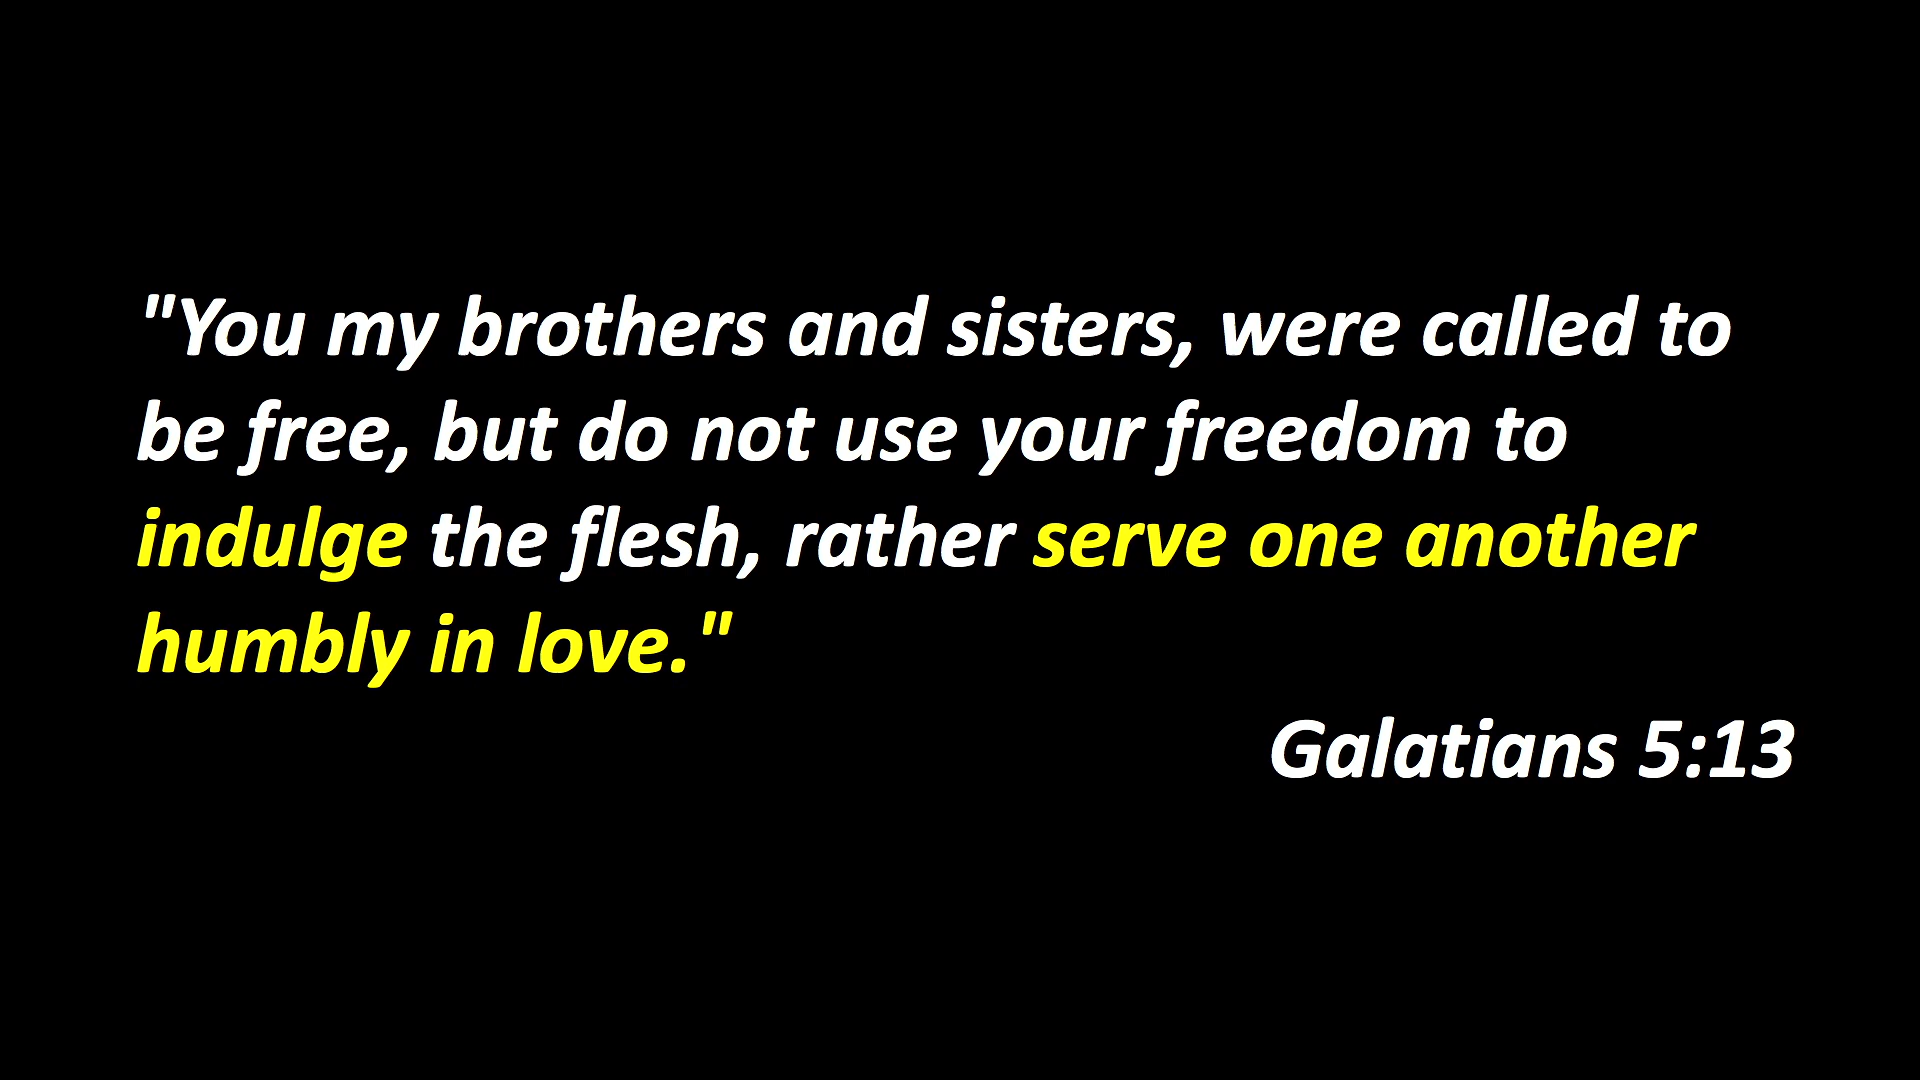 "You my brothers and sisters, were called to
be free, but do not use your freedom to
indulge the flesh, rather serve one another
humbly in love."
Galatians 5:13